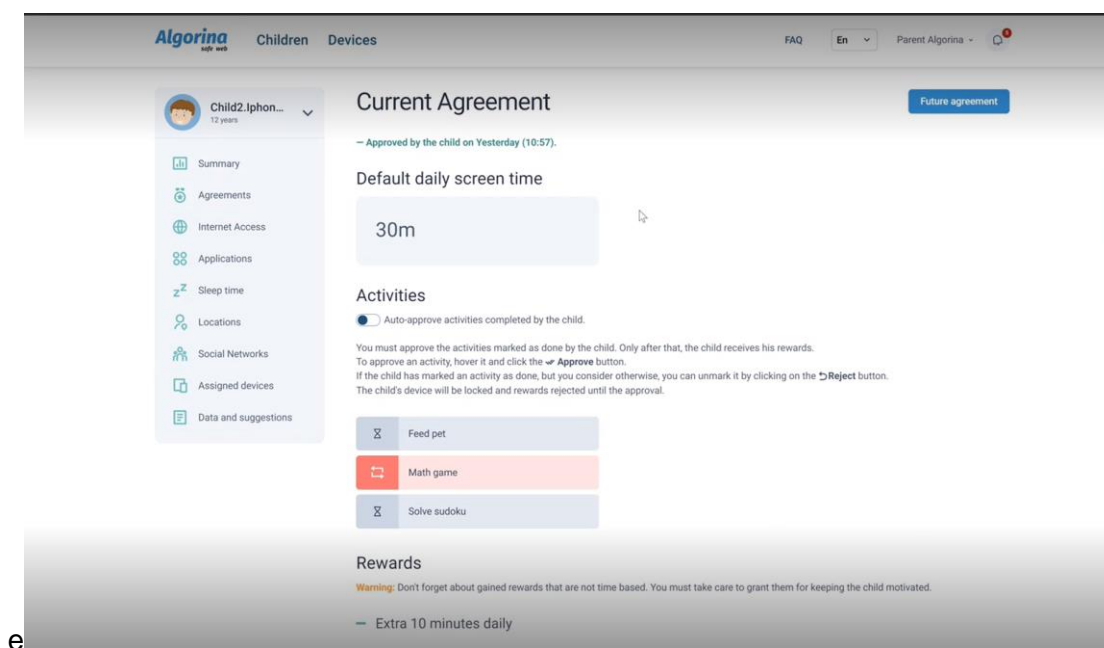 Algorina
safe web
Children
Devices
FAQ
En
Parent Algorina
Child2.Iphon...
12 years
Summary
Agreements
Internet Access
Applications
Sleep time
Locations
Social Networks
Assigned devices
Data and suggestions
Current Agreement
Future agreement
— Approved by the child on Yesterday (10:57).
Default daily screen time
30m
Activities
Auto-approve activities completed by the child.
You must approve the activities marked as done by the child. Only after that, the child receives his rewards.
To approve an activity, hover it and click the Approve button.
If the child has marked an activity as done, but you consider otherwise, you can unmark it by clicking on the Reject button.
The child's device will be locked and rewards rejected until the approval.
Feed pet
Math game
Solve sudoku
Rewards
Warning: Don't forget about gained rewards that are not time based. You must take care to grant them for keeping the child motivated.
— Extra 10 minutes daily
e